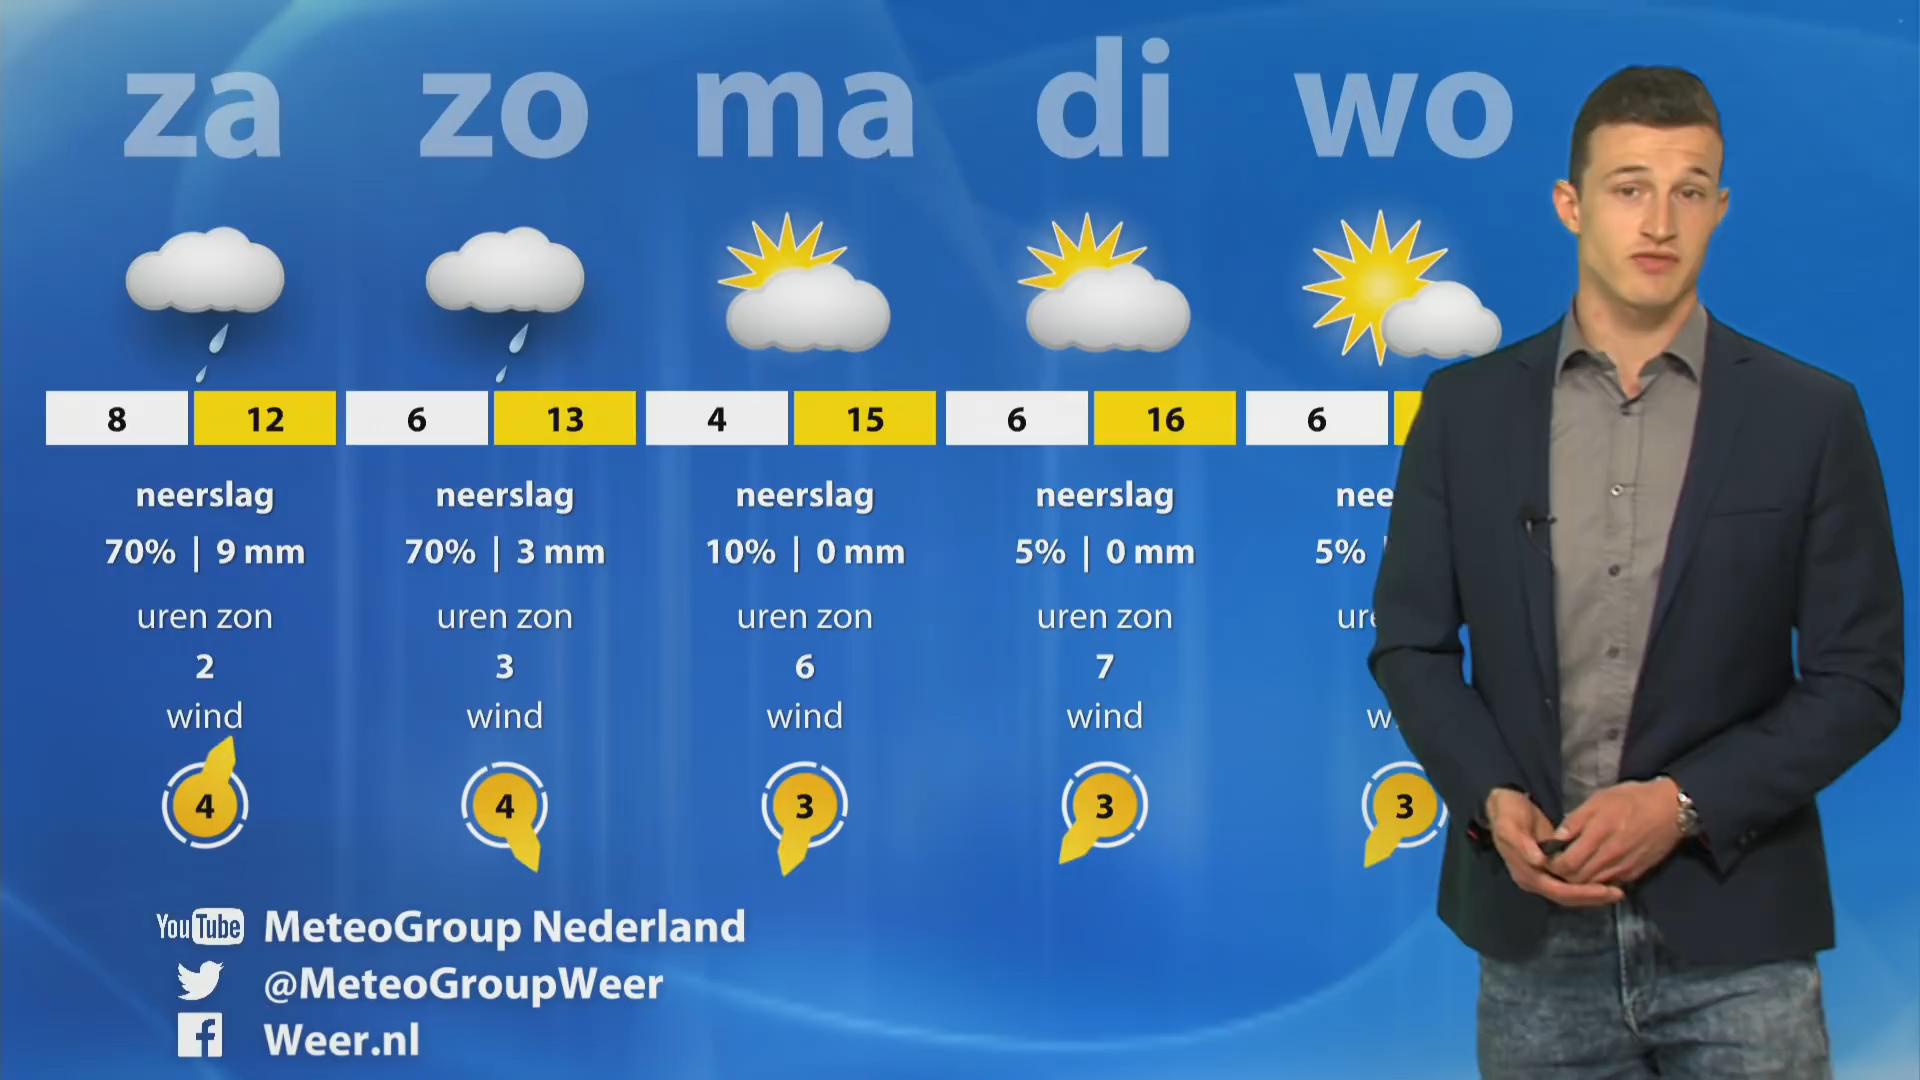 za zo ma di wo
8 12 6 13 4 15 6 16 6
neerslag neerslag neerslag neerslag nee
70% | 9 mm 70% | 3 mm 10% | 0 mm 5% | 0 mm 5%
uren zon uren zon uren zon uren zon ure
2 3 6 7
wind wind wind wind w
4 4 3 3 3
YouTube MeteoGroup Nederland
@MeteoGroupWeer
Weer.nl